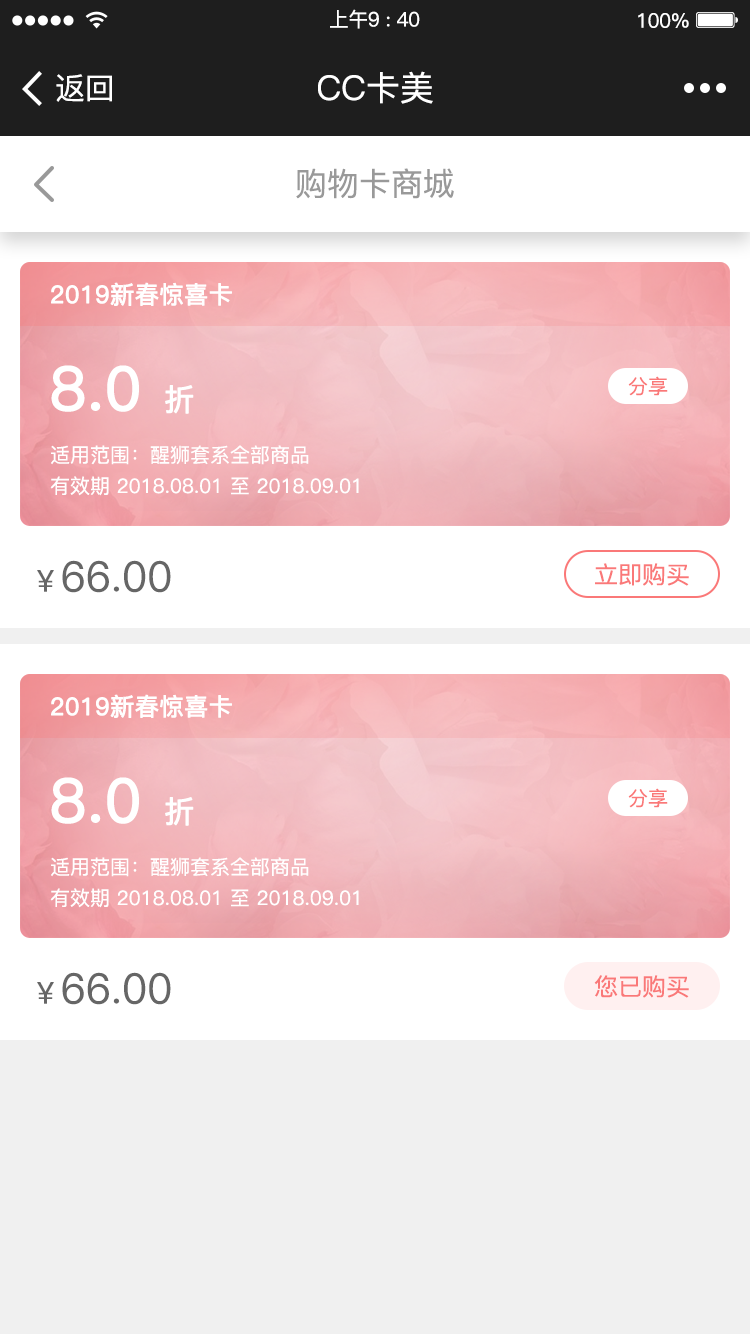 上午9 : 40
100%
返回
CC卡美
购物卡商城
2019新春惊喜卡
8.0 折
分享
适用范围：醒狮套系全部商品
有效期 2018.08.01 至 2018.09.01
¥66.00
立即购买
2019新春惊喜卡
8.0 折
分享
适用范围：醒狮套系全部商品
有效期 2018.08.01 至 2018.09.01
¥66.00
您已购买